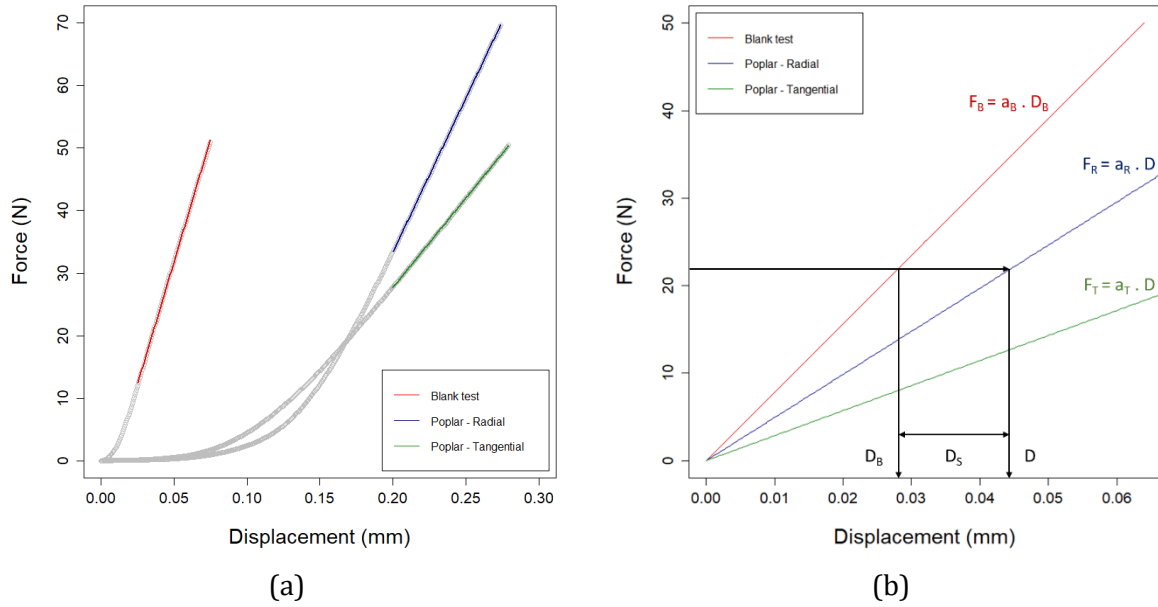 70
60
50
40
30
20
10
0
Force (N)
Blank test
Poplar - Radial
Poplar - Tangential
0.00 0.05 0.10 0.15 0.20 0.25 0.30
Displacement (mm)
(a)
50
40
30
20
10
0
Force (N)
Blank test
Poplar - Radial
Poplar - Tangential
F_B = a_B . D_B
F_R = a_R . D
F_T = a_T . D
D_B D_S D
0.00 0.01 0.02 0.03 0.04 0.05 0.06
Displacement (mm)
(b)